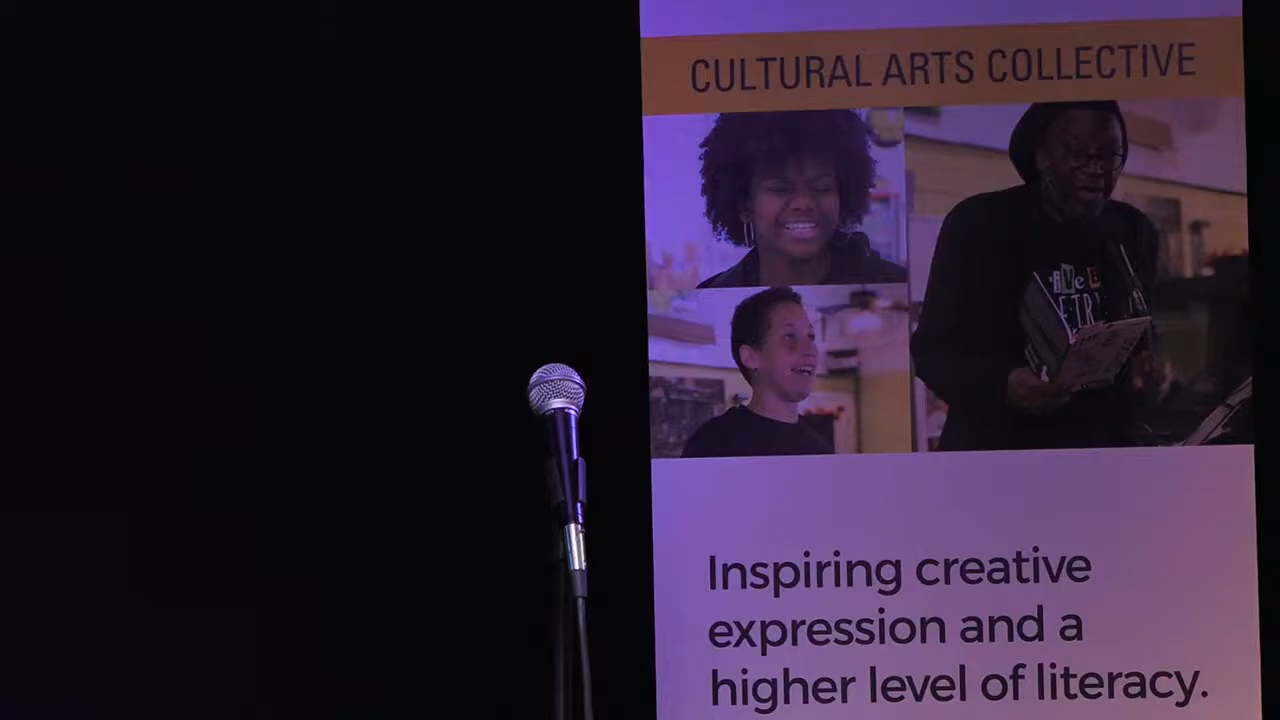 CULTURAL ARTS COLLECTIVE
Inspiring creative
expression and a
higher level of literacy.